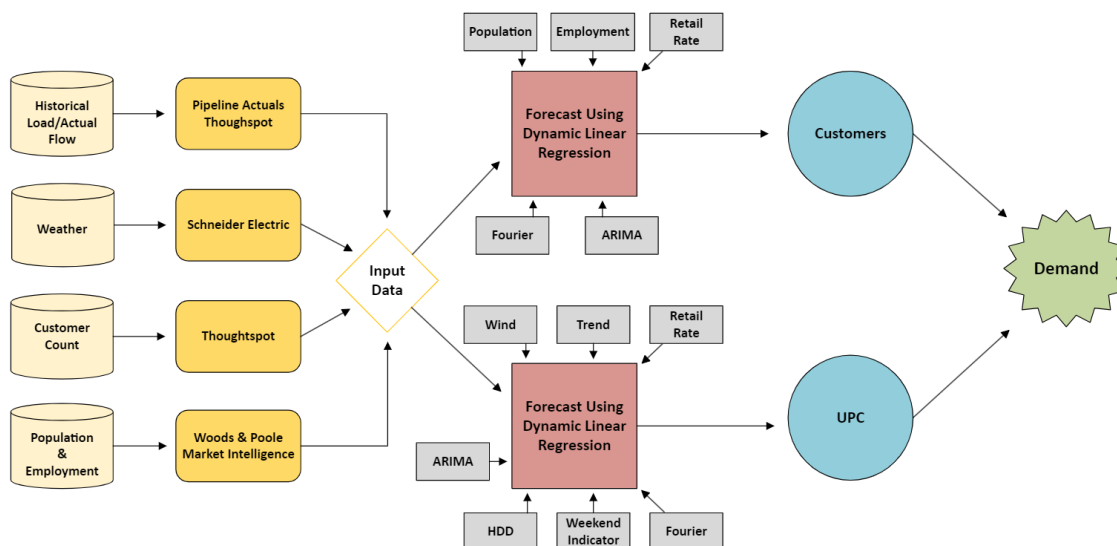 Population
Employment
Retail
Rate
Historical
Load/Actual
Flow
Pipeline Actuals
Thoughspot
Forecast Using
Dynamic Linear
Regression
Customers
Weather
Schneider Electric
Fourier
ARIMA
Input
Data
Demand
Customer
Count
Thoughtspot
Wind
Trend
Retail
Rate
Population
&
Employment
Woods & Poole
Market Intelligence
Forecast Using
Dynamic Linear
Regression
UPC
ARIMA
HDD
Weekend
Indicator
Fourier